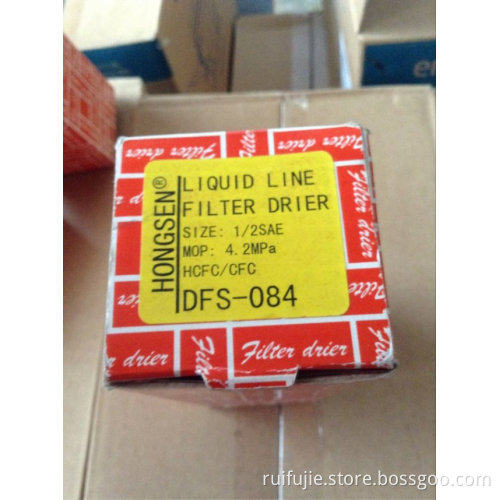 Filter drier
HONGSEN®
LIQUID LINE
FILTER DRIER
SIZE: 1/2SAE
MOP: 4.2MPa
HCFC/CFC
DFS-084
Filter
Filter drier
ruifujie.store.bossgoo.com